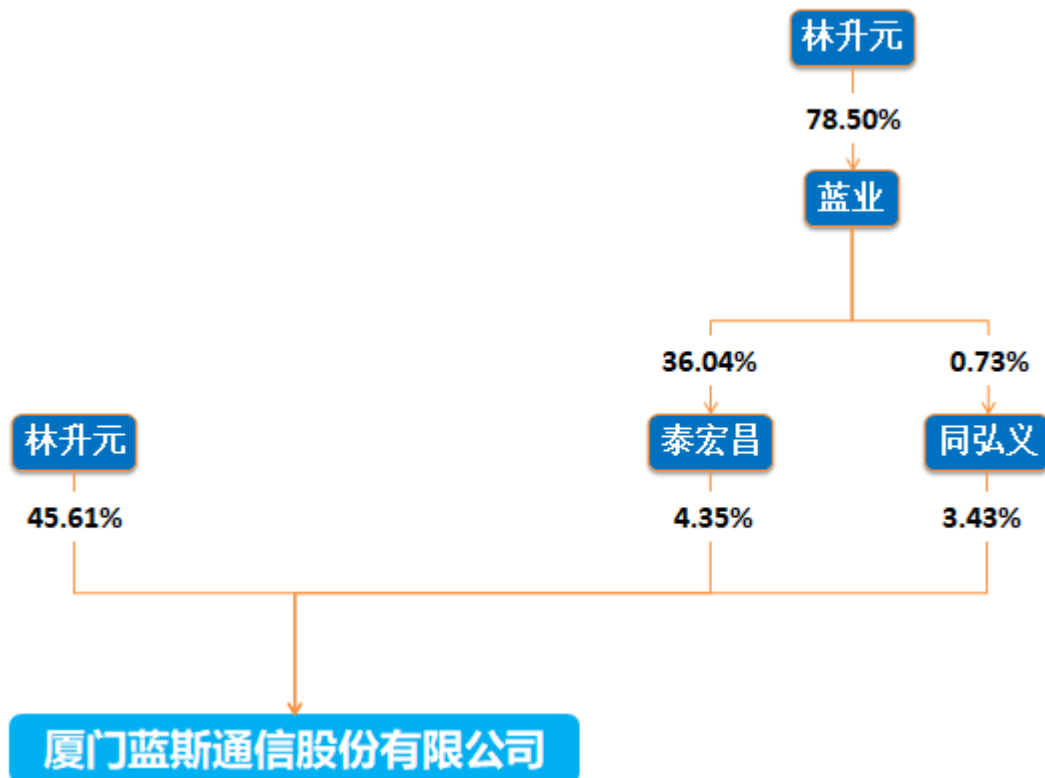 林升元
78.50%
蓝业
36.04%
0.73%
林升元
泰宏昌
同弘义
45.61%
4.35%
3.43%
厦门蓝斯通信股份有限公司